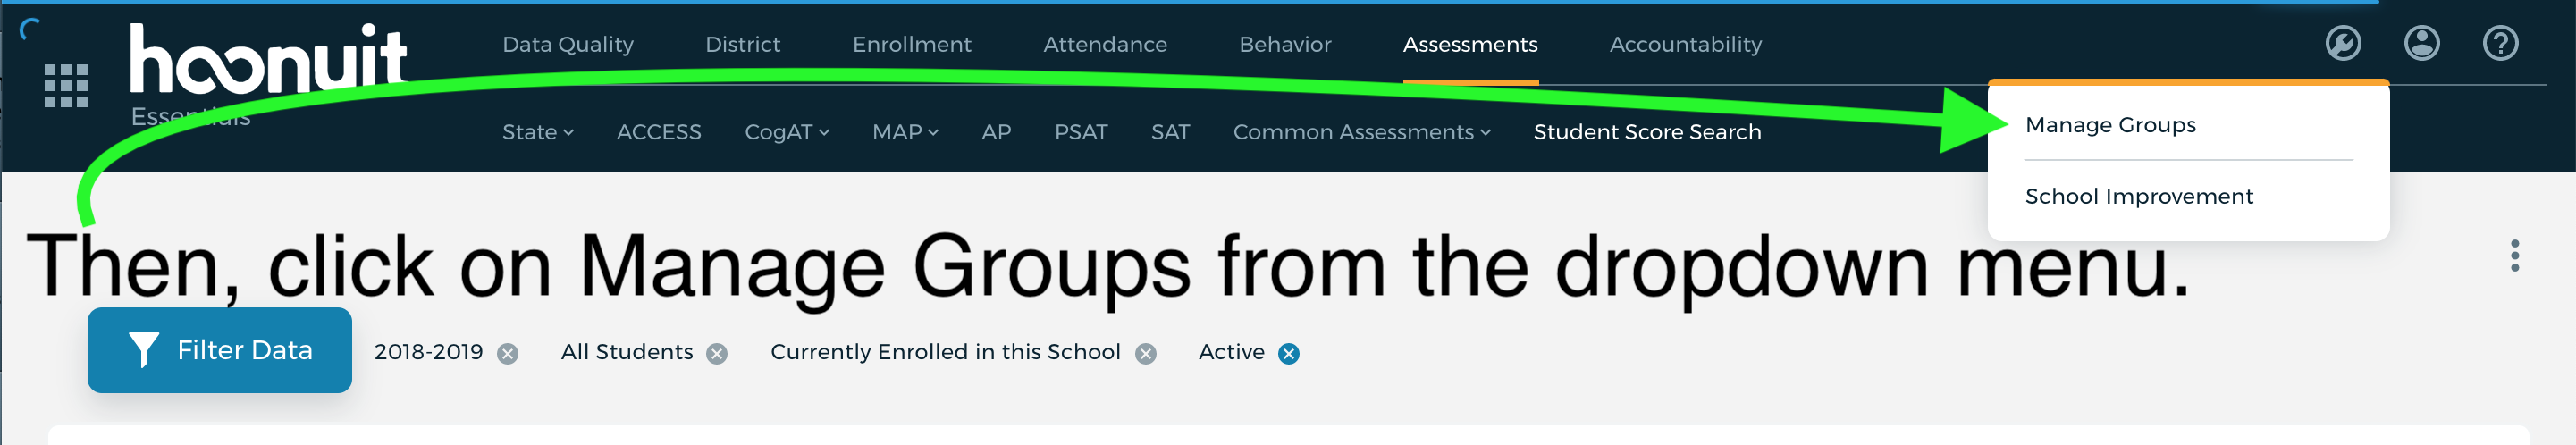 hoonuit
Essentials
Data Quality District Enrollment Attendance Behavior Assessments Accountability
State ACCESS CogAT MAP AP PSAT SAT Common Assessments Student Score Search
Manage Groups
School Improvement
Then, click on Manage Groups from the dropdown menu.
Filter Data 2018-2019 All Students Currently Enrolled in this School Active